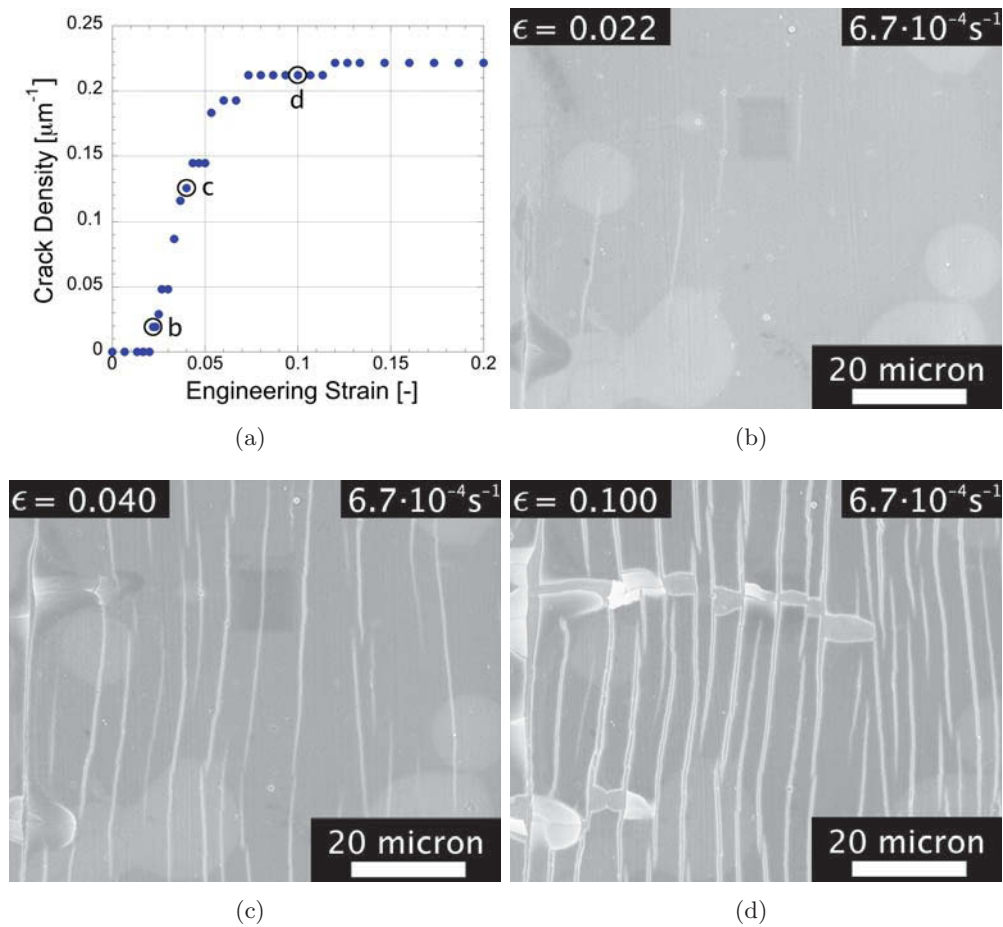 0.25
0.2
0.15
0.1
0.05
0
Crack Density [μm⁻¹]
b
c
d
0 0.05 0.1 0.15 0.2
Engineering Strain [-]
(a)
ϵ = 0.022
6.7·10⁻⁴s⁻¹
20 micron
(b)
ϵ = 0.040
6.7·10⁻⁴s⁻¹
20 micron
(c)
ϵ = 0.100
6.7·10⁻⁴s⁻¹
20 micron
(d)